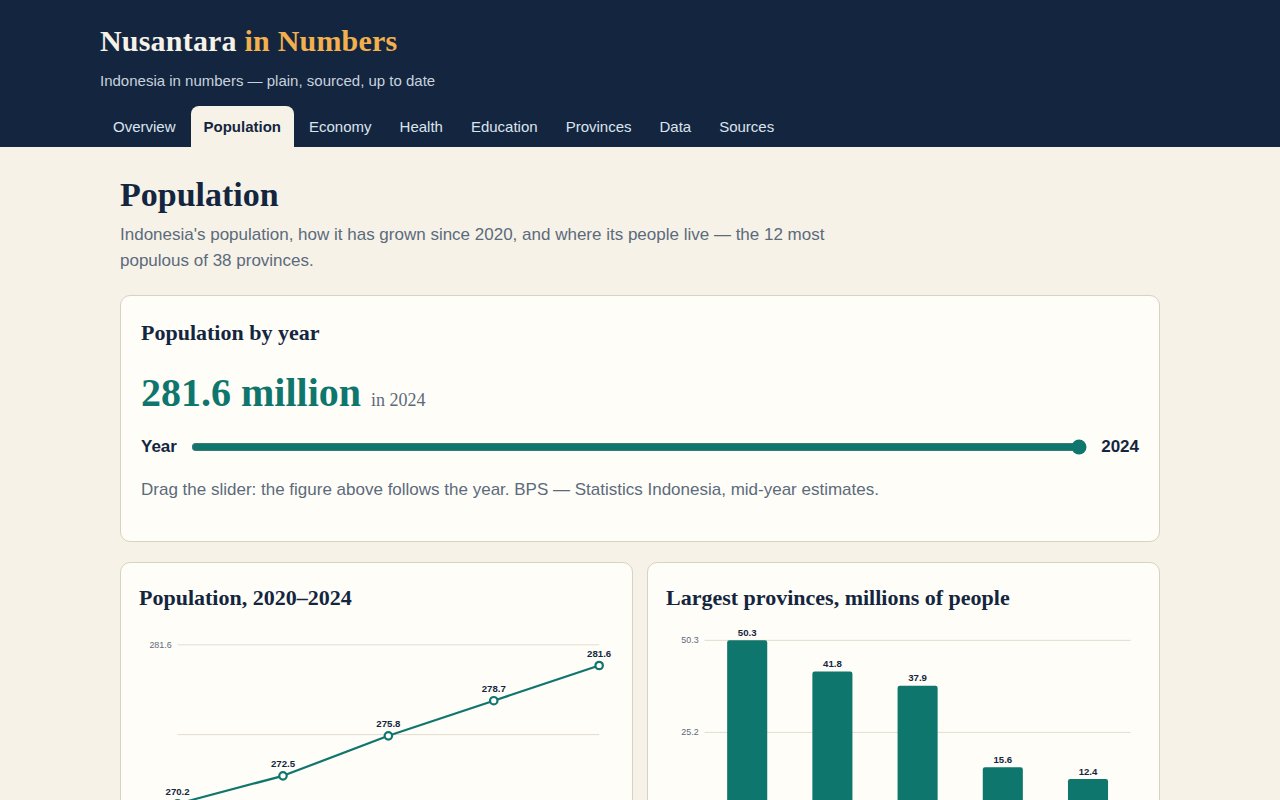 Nusantara in Numbers
Indonesia in numbers — plain, sourced, up to date
Overview Population Economy Health Education Provinces Data Sources
Population
Indonesia's population, how it has grown since 2020, and where its people live — the 12 most
populous of 38 provinces.
Population by year
281.6 million in 2024
Year 2024
Drag the slider: the figure above follows the year. BPS — Statistics Indonesia, mid-year estimates.
Population, 2020–2024
281.6
281.6
278.7
275.8
272.5
270.2
Largest provinces, millions of people
50.3
50.3
41.8
37.9
25.2
15.6
12.4